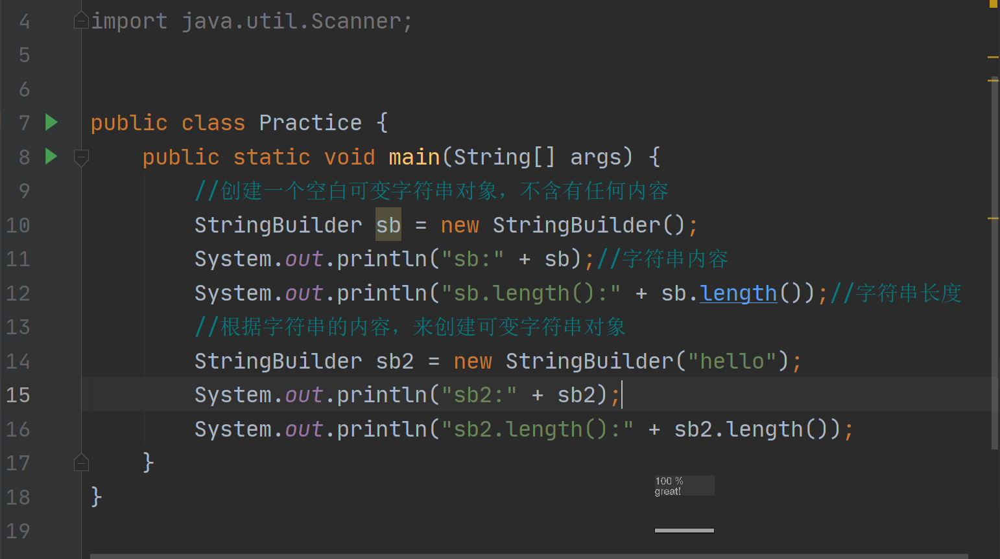 4 import java.util.Scanner;
5
6
7 public class Practice {
8 public static void main(String[] args) {
9 //创建一个空白可变字符串对象，不含有任何内容
10 StringBuilder sb = new StringBuilder();
11 System.out.println("sb:" + sb);//字符串内容
12 System.out.println("sb.length():" + sb.length());//字符串长度
13 //根据字符串的内容，来创建可变字符串对象
14 StringBuilder sb2 = new StringBuilder("hello");
15 System.out.println("sb2:" + sb2);
16 System.out.println("sb2.length():" + sb2.length());
17 }
18 }
19
100 %
great!